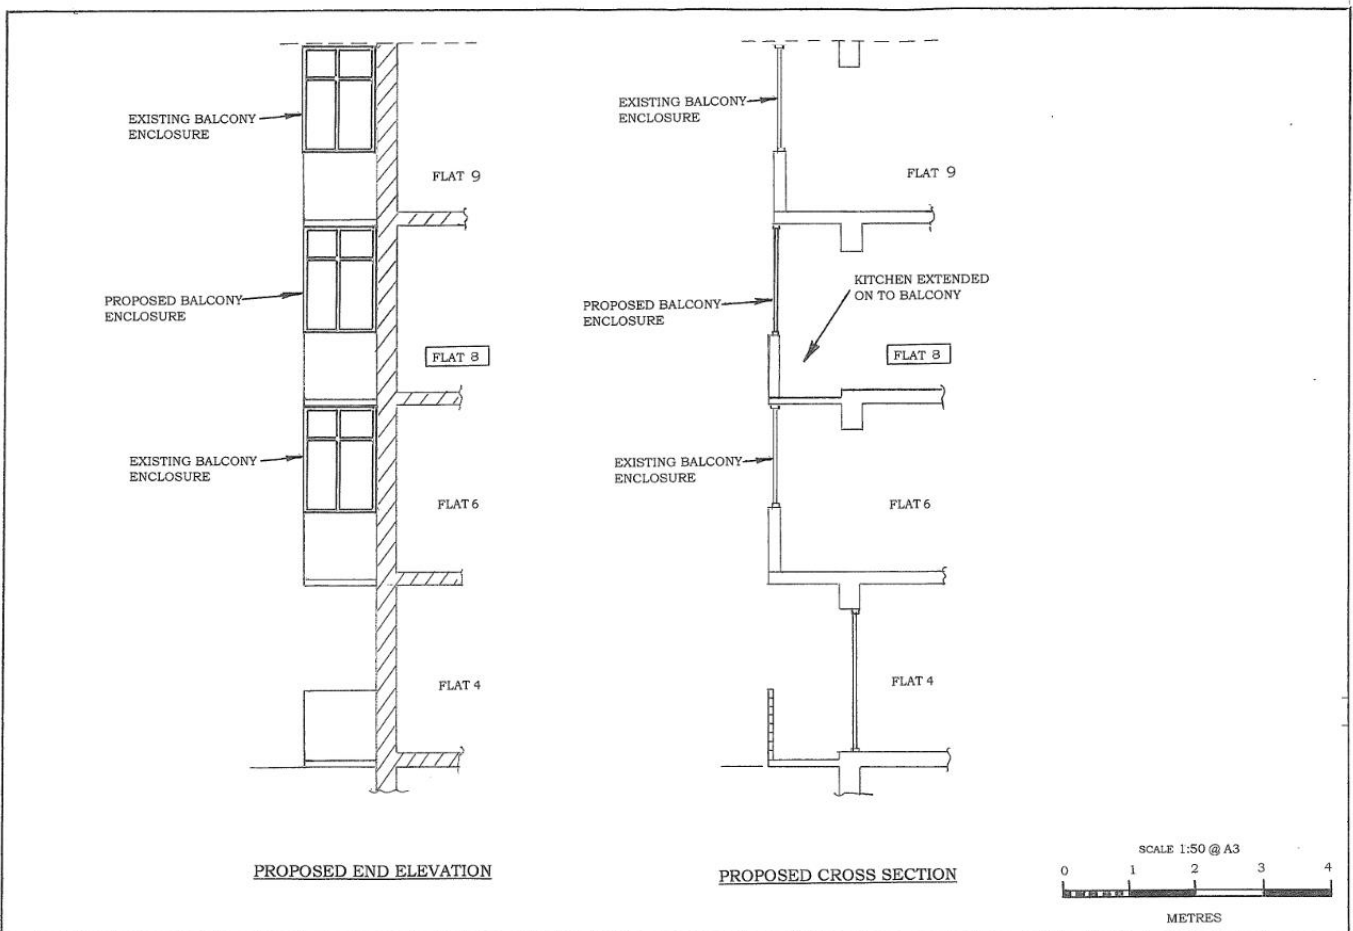 EXISTING BALCONY
ENCLOSURE
FLAT 9
PROPOSED BALCONY
ENCLOSURE
FLAT 8
EXISTING BALCONY
ENCLOSURE
FLAT 6
FLAT 4
PROPOSED END ELEVATION
EXISTING BALCONY
ENCLOSURE
FLAT 9
KITCHEN EXTENDED
ON TO BALCONY
PROPOSED BALCONY
ENCLOSURE
FLAT 8
EXISTING BALCONY
ENCLOSURE
FLAT 6
FLAT 4
PROPOSED CROSS SECTION
SCALE 1:50 @ A3
0 1 2 3 4
METRES